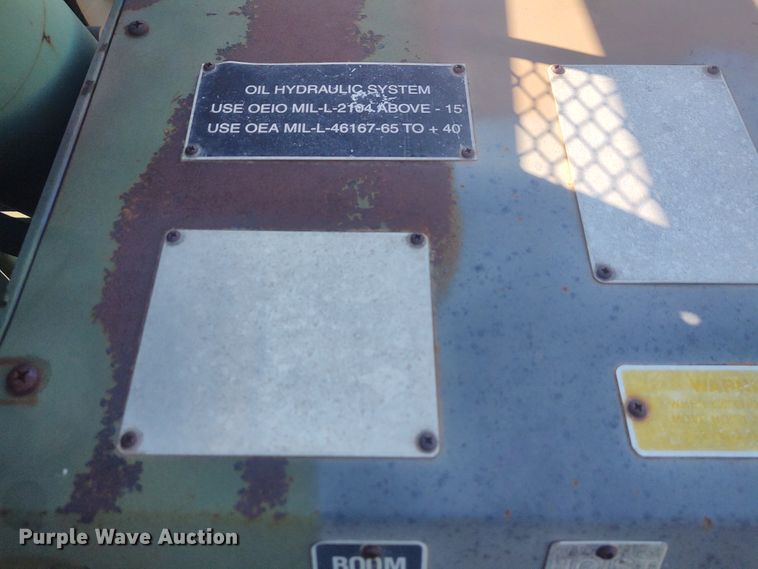 OIL HYDRAULIC SYSTEM
USE OEIO MIL-L-2104 ABOVE - 15°
USE OEA MIL-L-46167-65 TO + 40°
BOOM
Purple Wave Auction